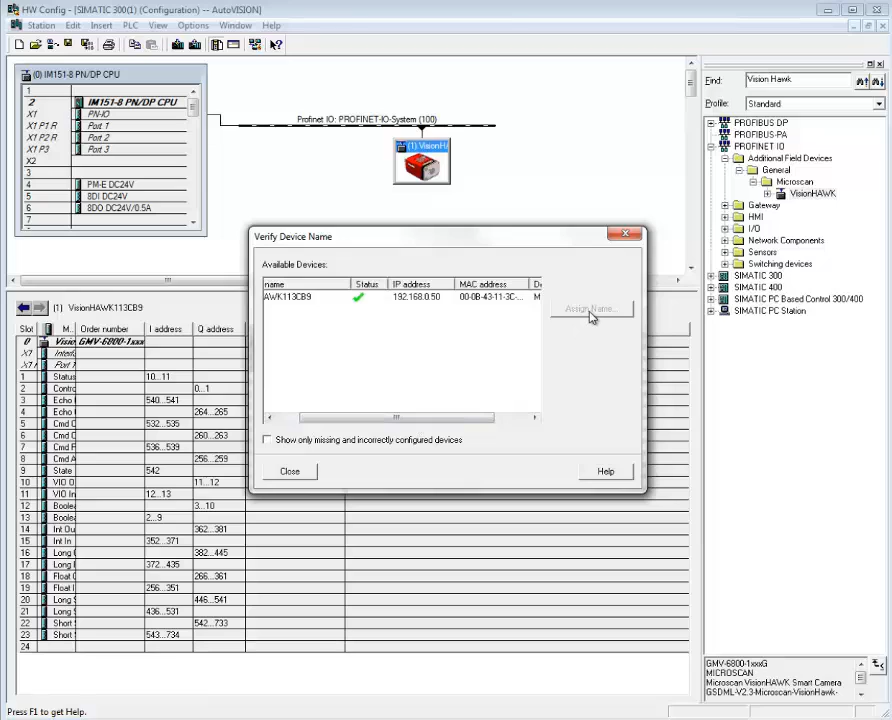 HW Config - [SIMATIC 300(1) (Configuration) -- AutoVISION]
Station Edit Insert PLC View Options Window Help
(0) IM151-8 PN/DP CPU
1
2 IM151-8 PN/DP CPU
X1 PN-IO
X1 P1 R Port 1
X1 P2 R Port 2
X1 P3 Port 3
X2
3
4 PM-E DC24V
5 8DI DC24V
6 8DO DC24V/0.5A
7
Profinet IO: PROFINET-IO-System (100)
(1) VisionH
Find: Vision Hawk
Profile: Standard
PROFIBUS DP
PROFIBUS-PA
PROFINET IO
Additional Field Devices
General
Microscan
VisionHAWK
Gateway
HMI
I/O
Network Components
Sensors
Switching devices
SIMATIC 300
SIMATIC 400
SIMATIC PC Based Control 300/400
SIMATIC PC Station
Verify Device Name
Available Devices:
name Status IP address MAC address D
AWK113CB9 192.168.0.50 00-0B-43-11-3C-... M
Assign Name...
Show only missing and incorrectly configured devices
Close Help
(1) VisionHAWK113CB9
Slot M... Order number I address Q address
0 Visio GMV-6800-1xxx
X1 Interf
X1 Port 1
1 Status 10...11
2 Contro 0...1
3 Echo 540...541
4 Echo 264...265
5 Cmd C 532...535
6 Cmd C 260...263
7 Cmd F 536...539
8 Cmd A 256...259
9 State 542
10 VIO O 11...12
11 VIO In 12...13
12 Boolea 3...10
13 Boolea 2...9
14 Int Ou 362...381
15 Int In 352...371
16 Long 382...445
17 Long 372...435
18 Float 266...361
19 Float I 256...351
20 Long 446...541
21 Long 436...531
22 Short 542...733
23 Short 543...734
24
GMV-6800-1xxxG
MICROSCAN
Microscan VisionHAWK Smart Camera
GSDML-V2.3-Microscan-VisionHawk-
Press F1 to get Help.